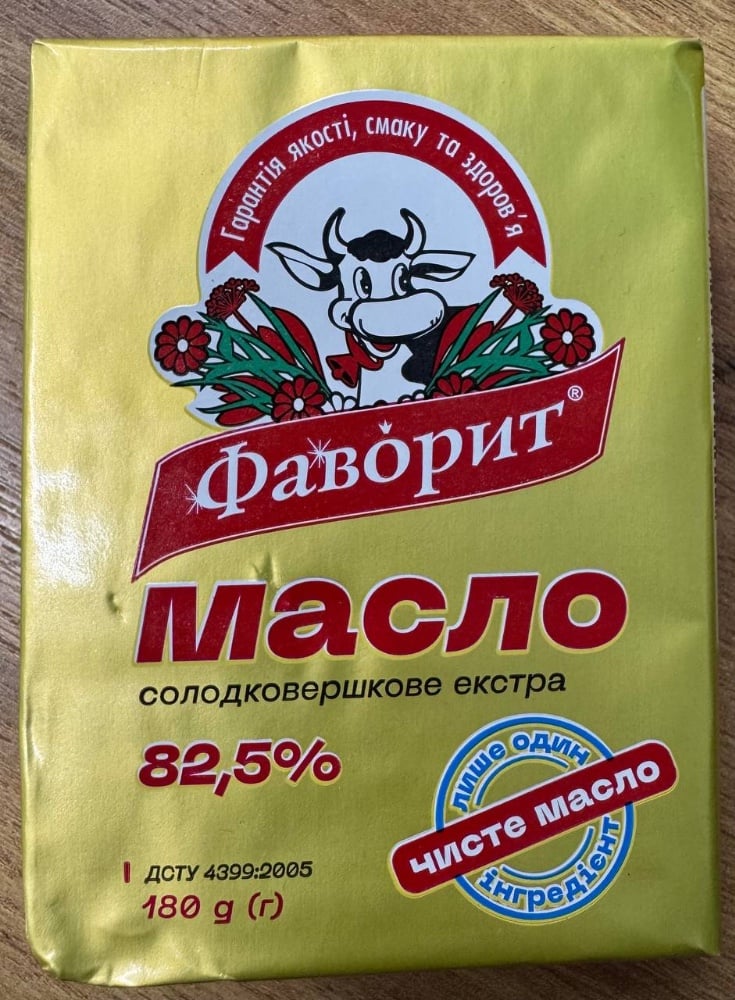 Гарантія якості, смаку та здоров'я
Фаворит®
масло
солодковершкове екстра
82,5%
лише один
чисте масло
інгредієнт
ДСТУ 4399:2005
180 g (г)